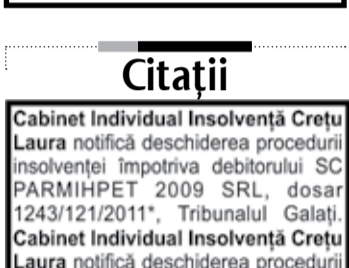 Citații
Cabinet Individual Insolvență Crețu
Laura notifică deschiderea procedurii
insolvenței împotriva debitorului SC
PARMIHPET 2009 SRL, dosar
1243/121/2011*, Tribunalul Galați.
Cabinet Individual Insolvență Crețu
Laura notifică deschiderea procedurii